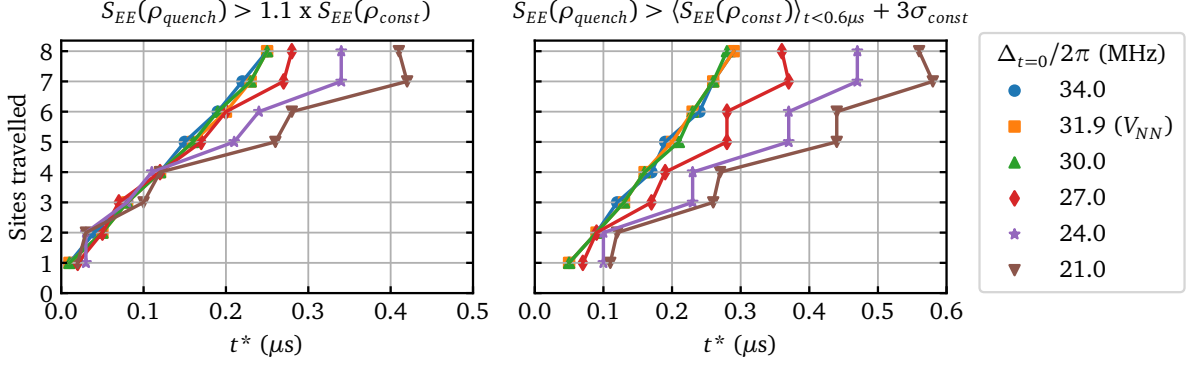 S_EE(ρ_quench) > 1.1 x S_EE(ρ_const)
S_EE(ρ_quench) > ⟨S_EE(ρ_const)⟩_t<0.6μs + 3σ_const
Sites travelled
8
7
6
5
4
3
2
1
0
0.0 0.1 0.2 0.3 0.4 0.5
t* (μs)
0.0 0.1 0.2 0.3 0.4 0.5 0.6
t* (μs)
Δ_t=0/2π (MHz)
34.0
31.9 (V_NN)
30.0
27.0
24.0
21.0